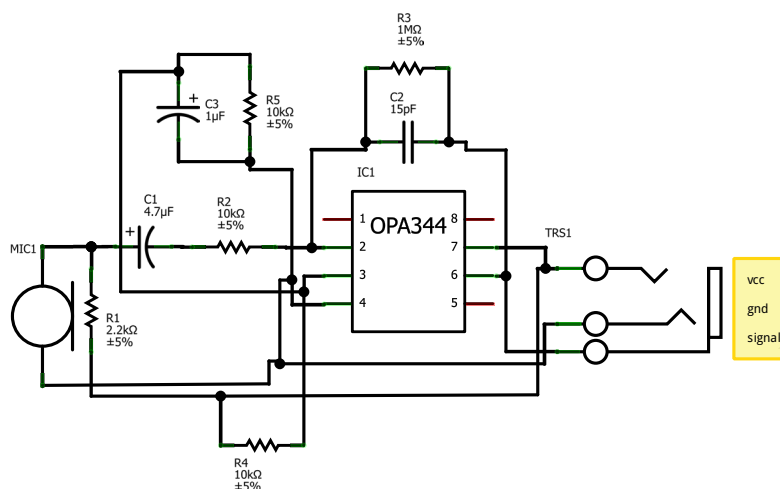 R3
1MΩ
±5%
C3
1µF
R5
10kΩ
±5%
C2
15pF
IC1
C1
4.7µF
R2
10kΩ
±5%
OPA344
1
2
3
4
8
7
6
5
TRS1
MIC1
R1
2.2kΩ
±5%
vcc
gnd
signal
R4
10kΩ
±5%
+
+